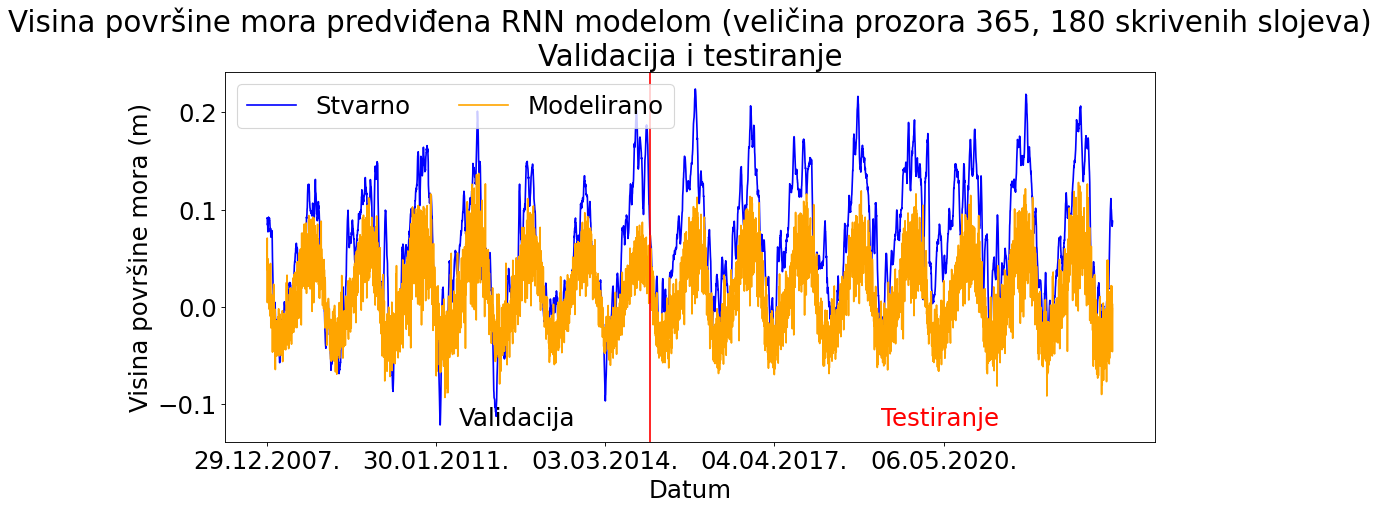 Visina površine mora predviđena RNN modelom (veličina prozora 365, 180 skrivenih slojeva)
Validacija i testiranje
Stvarno
Modelirano
Visina površine mora (m)
0.2
0.1
0.0
−0.1
Validacija
Testiranje
29.12.2007.
30.01.2011.
03.03.2014.
04.04.2017.
06.05.2020.
Datum